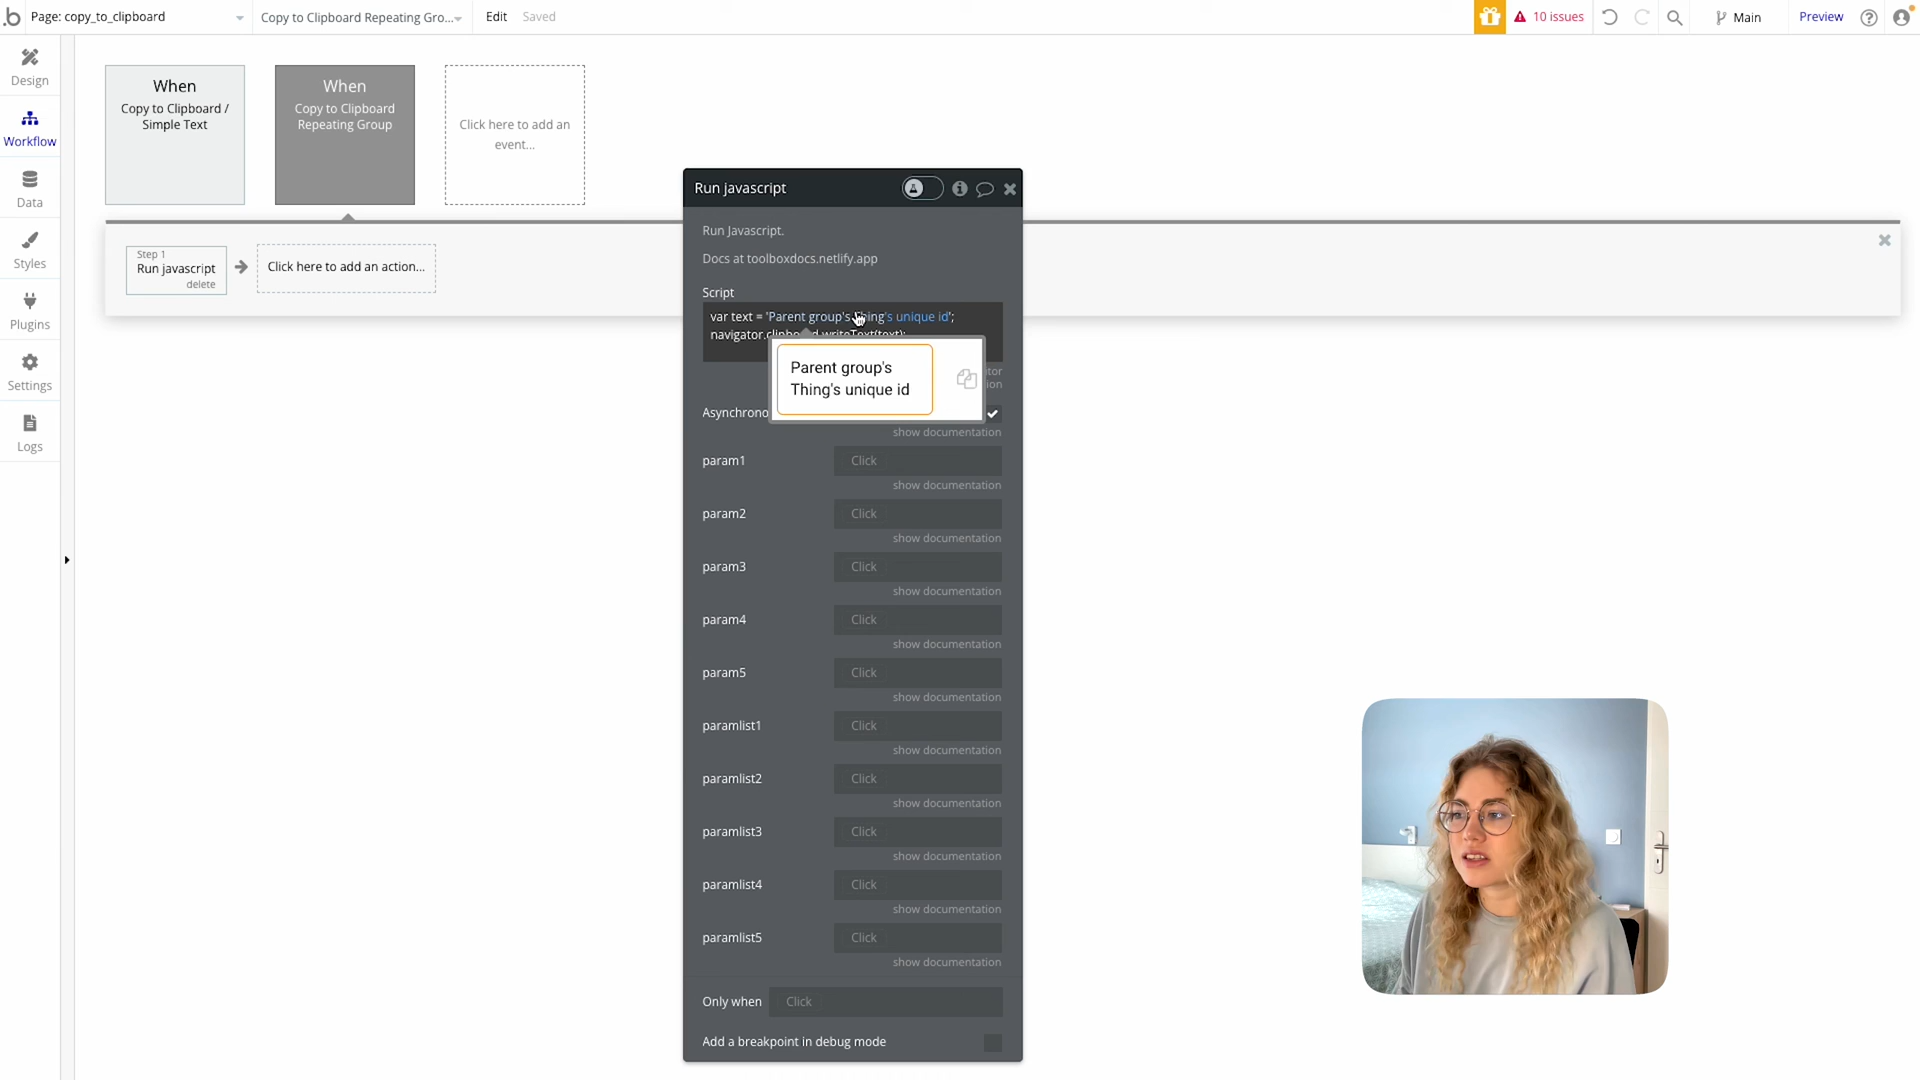 b Page: copy_to_clipboard
Copy to Clipboard Repeating Gro...
Edit
Saved
10 issues
Main
Preview
Design
Workflow
Data
Styles
Plugins
Settings
Logs
When
Copy to Clipboard /
Simple Text
When
Copy to Clipboard
Repeating Group
Click here to add an
event...
Step 1
Run javascript
delete
Click here to add an action...
Run javascript
Run Javascript.
Docs at toolboxdocs.netlify.app
Script
var text = 'Parent group's Thing's unique id';
navigator.clipboard.writeText(text);
Parent group's
Thing's unique id
show documentation
param1
Click
show documentation
param2
Click
show documentation
param3
Click
show documentation
param4
Click
show documentation
param5
Click
show documentation
paramlist1
Click
show documentation
paramlist2
Click
show documentation
paramlist3
Click
show documentation
paramlist4
Click
show documentation
paramlist5
Click
show documentation
Only when
Click
Add a breakpoint in debug mode